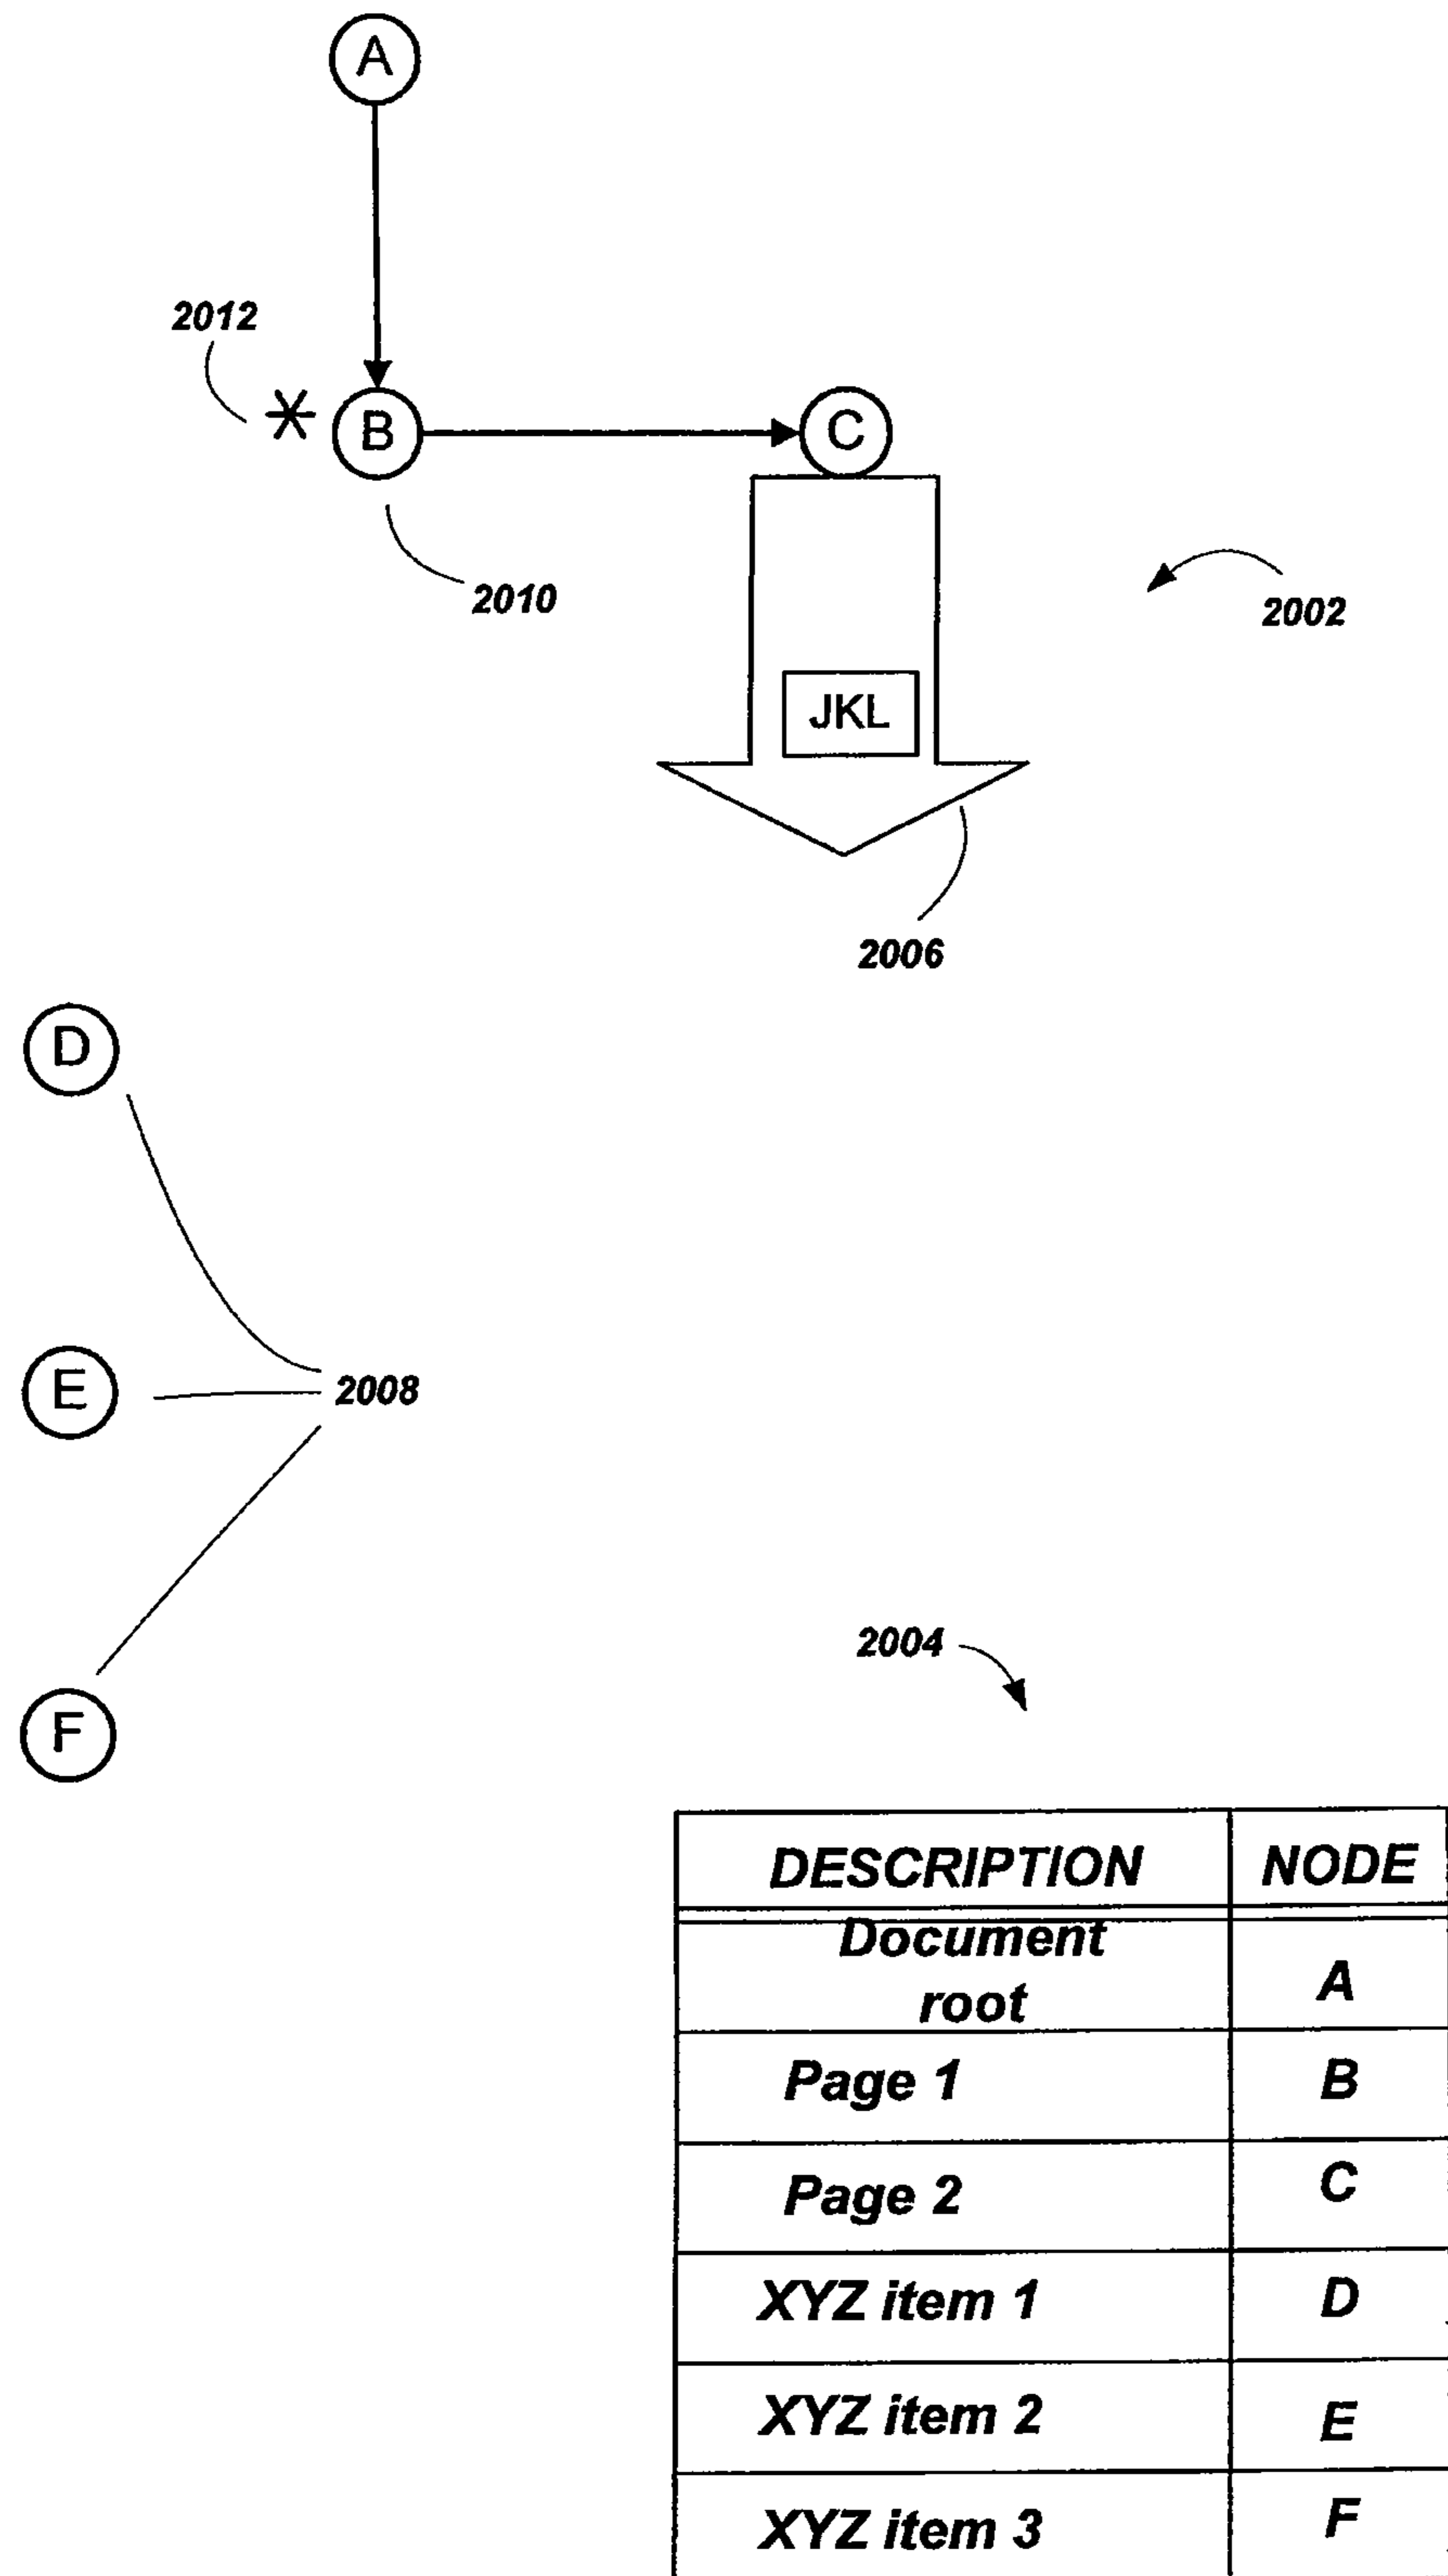 A
2012
* B
C
2010
2002
JKL
2006
D
E
2008
2004
F
DESCRIPTION NODE
Document
root A
Page 1 B
Page 2 C
XYZ item 1 D
XYZ item 2 E
XYZ item 3 F